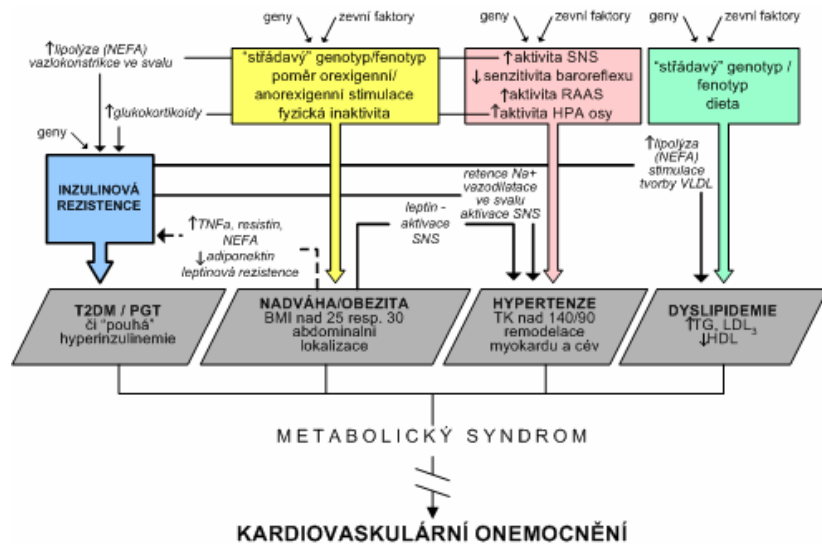 geny zevní faktory
geny zevní faktory
geny zevní faktory
↑lipolýza (NEFA)
vazlokonstrikce ve svalu
↑glukokortikoidy
geny
"střádavý" genotyp/fenotyp
poměr orexigenní/
anorexigenní stimulace
fyzická inaktivita
↑aktivita SNS
↓senzitivita baroreflexu
↑aktivita RAAS
↑aktivita HPA osy
"střádavý" genotyp /
fenotyp
dieta
INZULINOVÁ
REZISTENCE
↑TNFa, resistin,
NEFA
↓adiponektin
leptinová rezistence
leptin -
aktivace
SNS
retence Na+
vazodilatace
ve svalu
aktivace SNS
↑lipolýza
(NEFA)
stimulace
tvorby VLDL
T2DM / PGT
či "pouhá"
hyperinzulinemie
NADVÁHA/OBEZITA
BMI nad 25 resp. 30
abdominalni
lokalizace
HYPERTENZE
TK nad 140/90
remodelace
myokardu a cév
DYSLIPIDEMIE
↑TG, LDL3
↓HDL
METABOLICKÝ SYNDROM
KARDIOVASKULÁRNÍ ONEMOCNĚNÍ